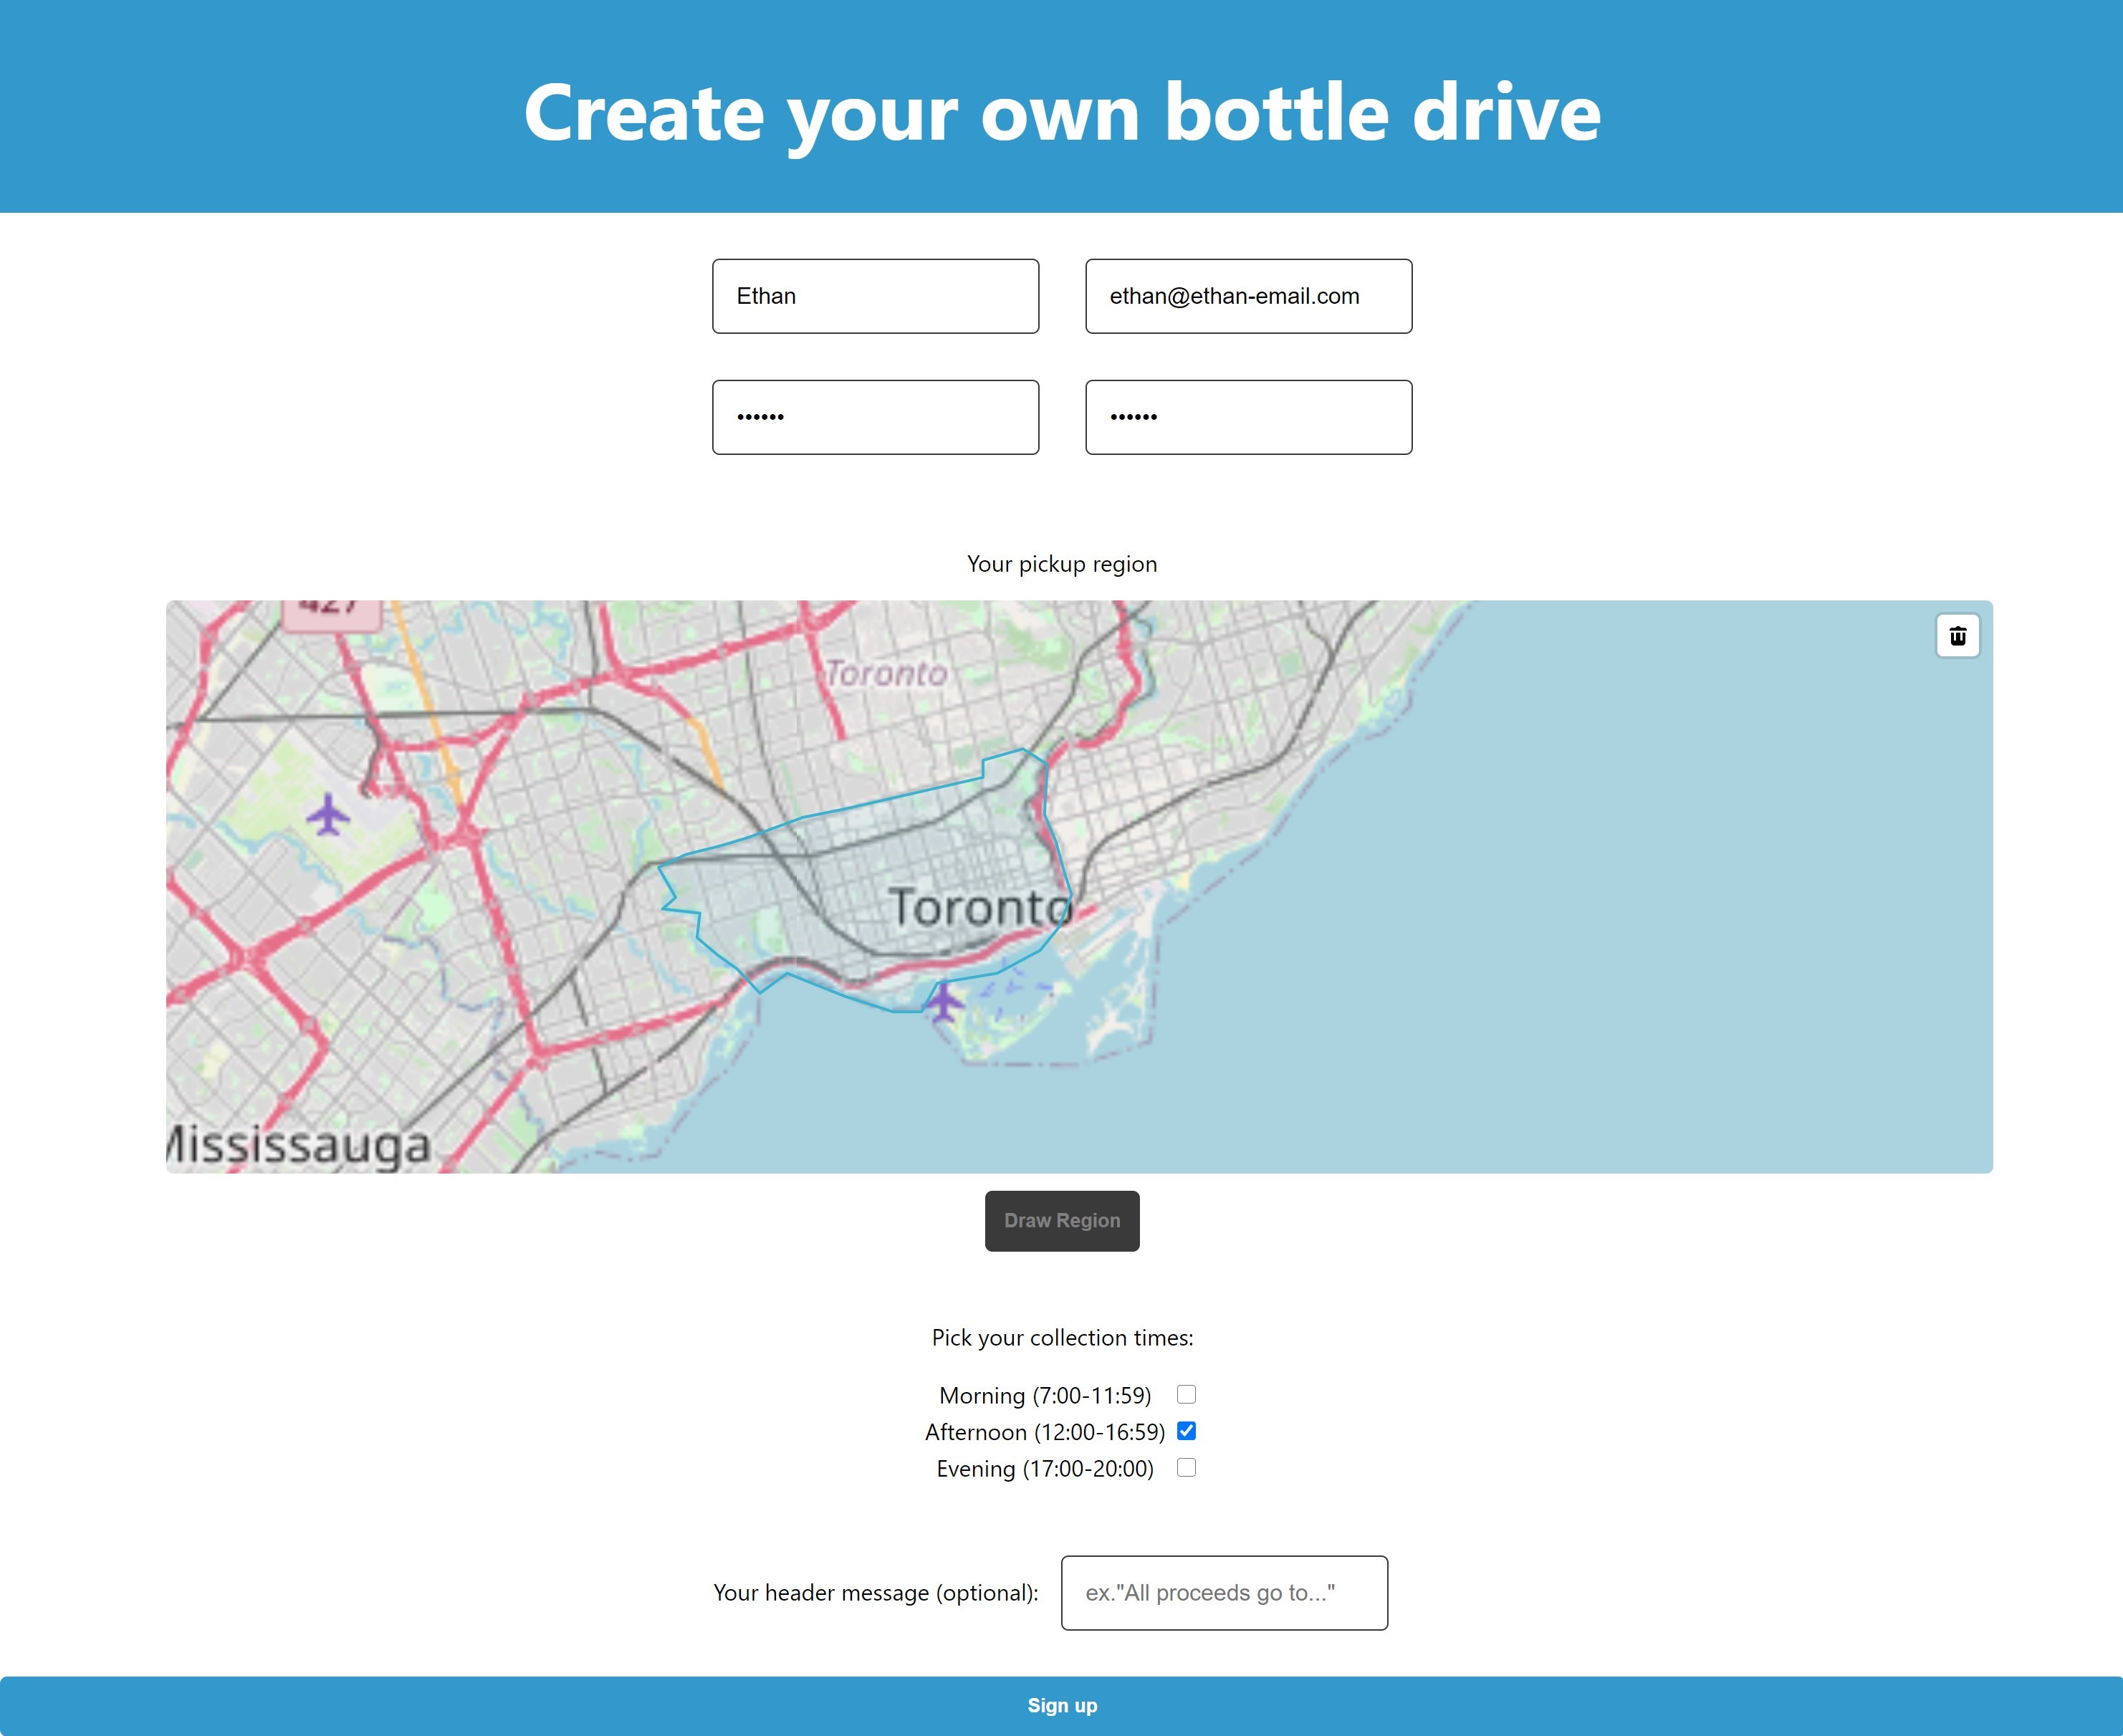 Create your own bottle drive
Ethan
ethan@ethan-email.com
••••••
••••••
Your pickup region
427
Toronto
Toronto
Mississauga
Draw Region
Pick your collection times:
Morning (7:00-11:59)
Afternoon (12:00-16:59)
Evening (17:00-20:00)
Your header message (optional):
ex."All proceeds go to..."
Sign up